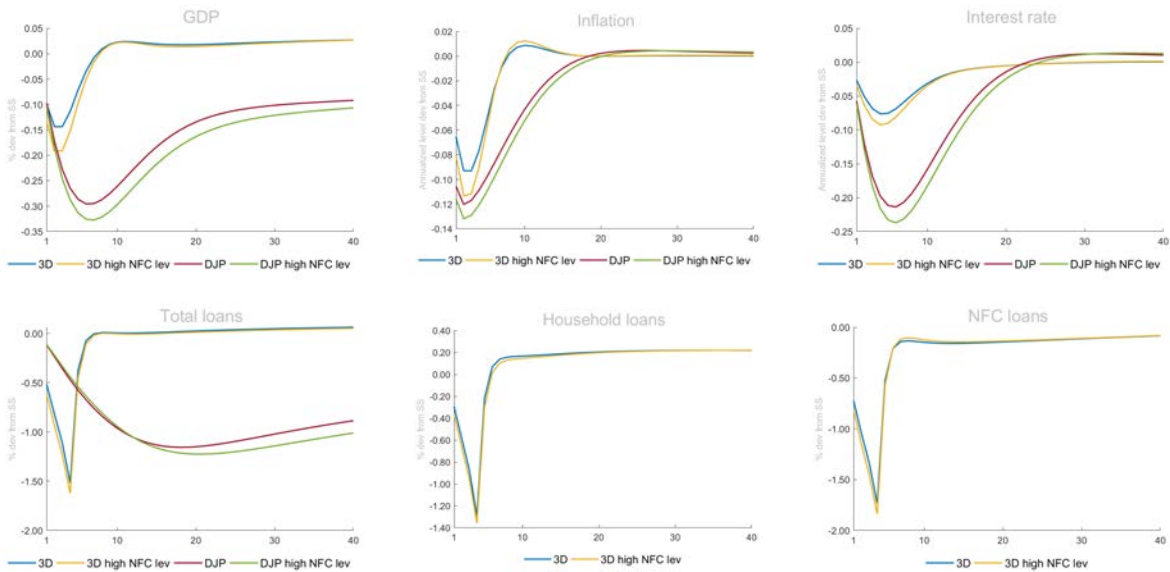 GDP
% dev from SS
0.05
0.00
-0.05
-0.10
-0.15
-0.20
-0.25
-0.30
-0.35
1 10 20 30 40
3D 3D high NFC lev DJP DJP high NFC lev
Inflation
Annualized level dev from SS
0.02
0.00
-0.02
-0.04
-0.06
-0.08
-0.10
-0.12
-0.14
1 10 20 30 40
3D 3D high NFC lev DJP DJP high NFC lev
Interest rate
Annualized level dev from SS
0.05
0.00
-0.05
-0.10
-0.15
-0.20
-0.25
1 10 20 30 40
3D 3D high NFC lev DJP DJP high NFC lev
Total loans
% dev from SS
0.00
-0.50
-1.00
-1.50
-2.00
1 10 20 30 40
3D 3D high NFC lev DJP DJP high NFC lev
Household loans
% dev from SS
0.40
0.20
0.00
-0.20
-0.40
-0.60
-0.80
-1.00
-1.20
-1.40
1 10 20 30 40
3D 3D high NFC lev
NFC loans
% dev from SS
0.00
-0.50
-1.00
-1.50
-2.00
1 10 20 30 40
3D 3D high NFC lev